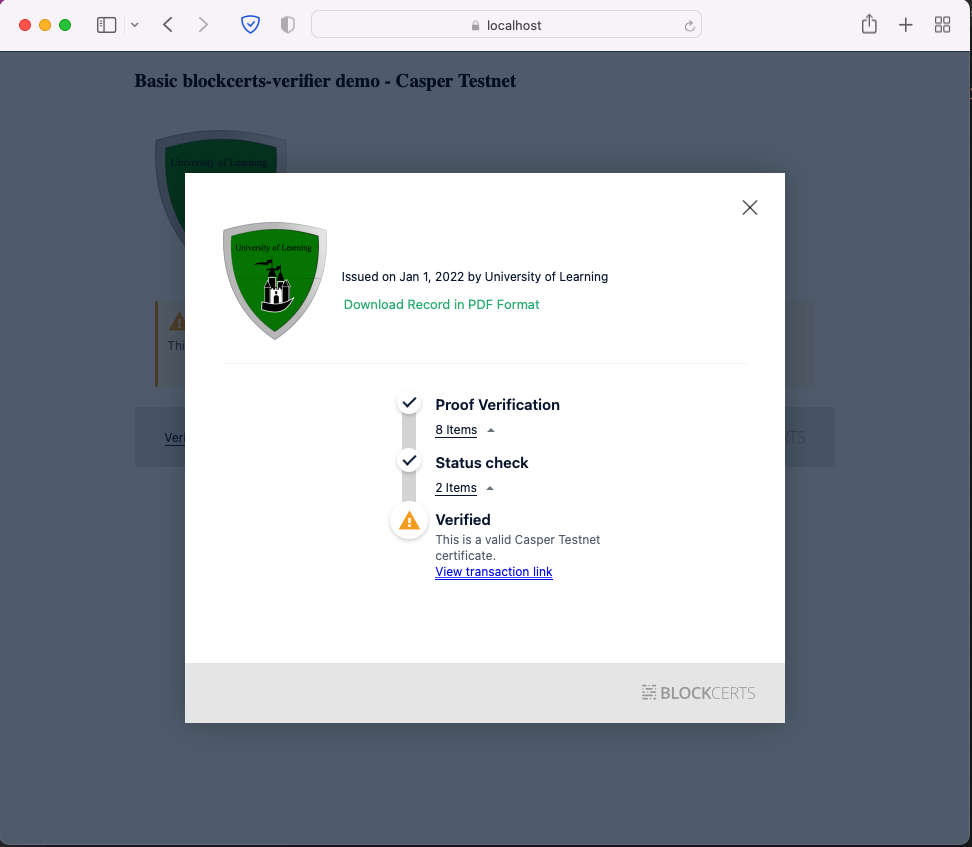 localhost
Basic blockcerts-verifier demo - Casper Testnet
University of Learning
University of Learning
Issued on Jan 1, 2022 by University of Learning
Download Record in PDF Format
Thi
Proof Verification
8 Items
Veri
TS
Status check
2 Items
Verified
This is a valid Casper Testnet
certificate.
View transaction link
BLOCKCERTS